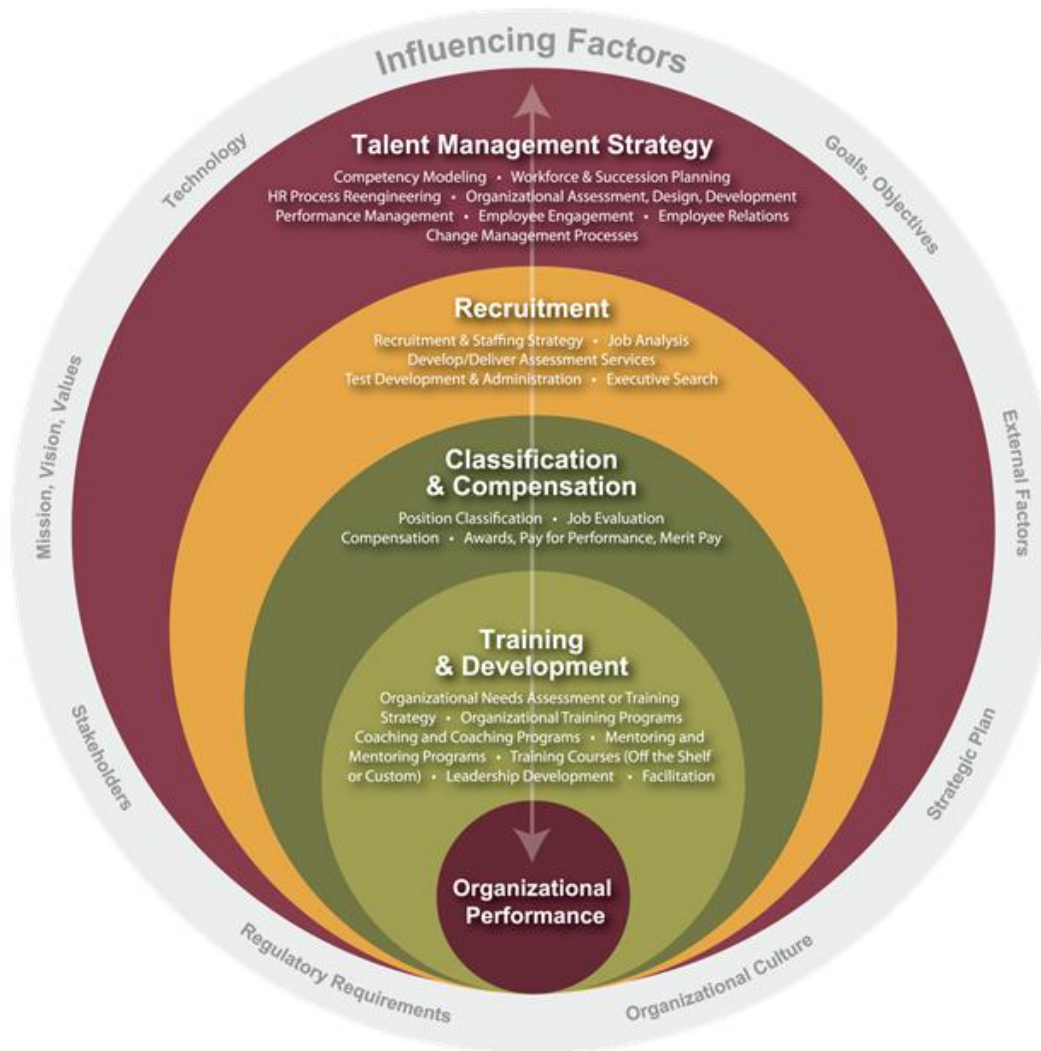 Influencing Factors
Technology
Goals, Objectives
Mission, Vision, Values
External Factors
Stakeholders
Strategic Plan
Regulatory Requirements
Organizational Culture
Talent Management Strategy
Competency Modeling • Workforce & Succession Planning
HR Process Reengineering • Organizational Assessment, Design, Development
Performance Management • Employee Engagement • Employee Relations
Change Management Processes
Recruitment
Recruitment & Staffing Strategy • Job Analysis
Develop/Deliver Assessment Services
Test Development & Administration • Executive Search
Classification
& Compensation
Position Classification • Job Evaluation
Compensation • Awards, Pay for Performance, Merit Pay
Training
& Development
Organizational Needs Assessment or Training
Strategy • Organizational Training Programs
Coaching and Coaching Programs • Mentoring and
Mentoring Programs • Training Courses (Off the Shelf
or Custom) • Leadership Development • Facilitation
Organizational
Performance